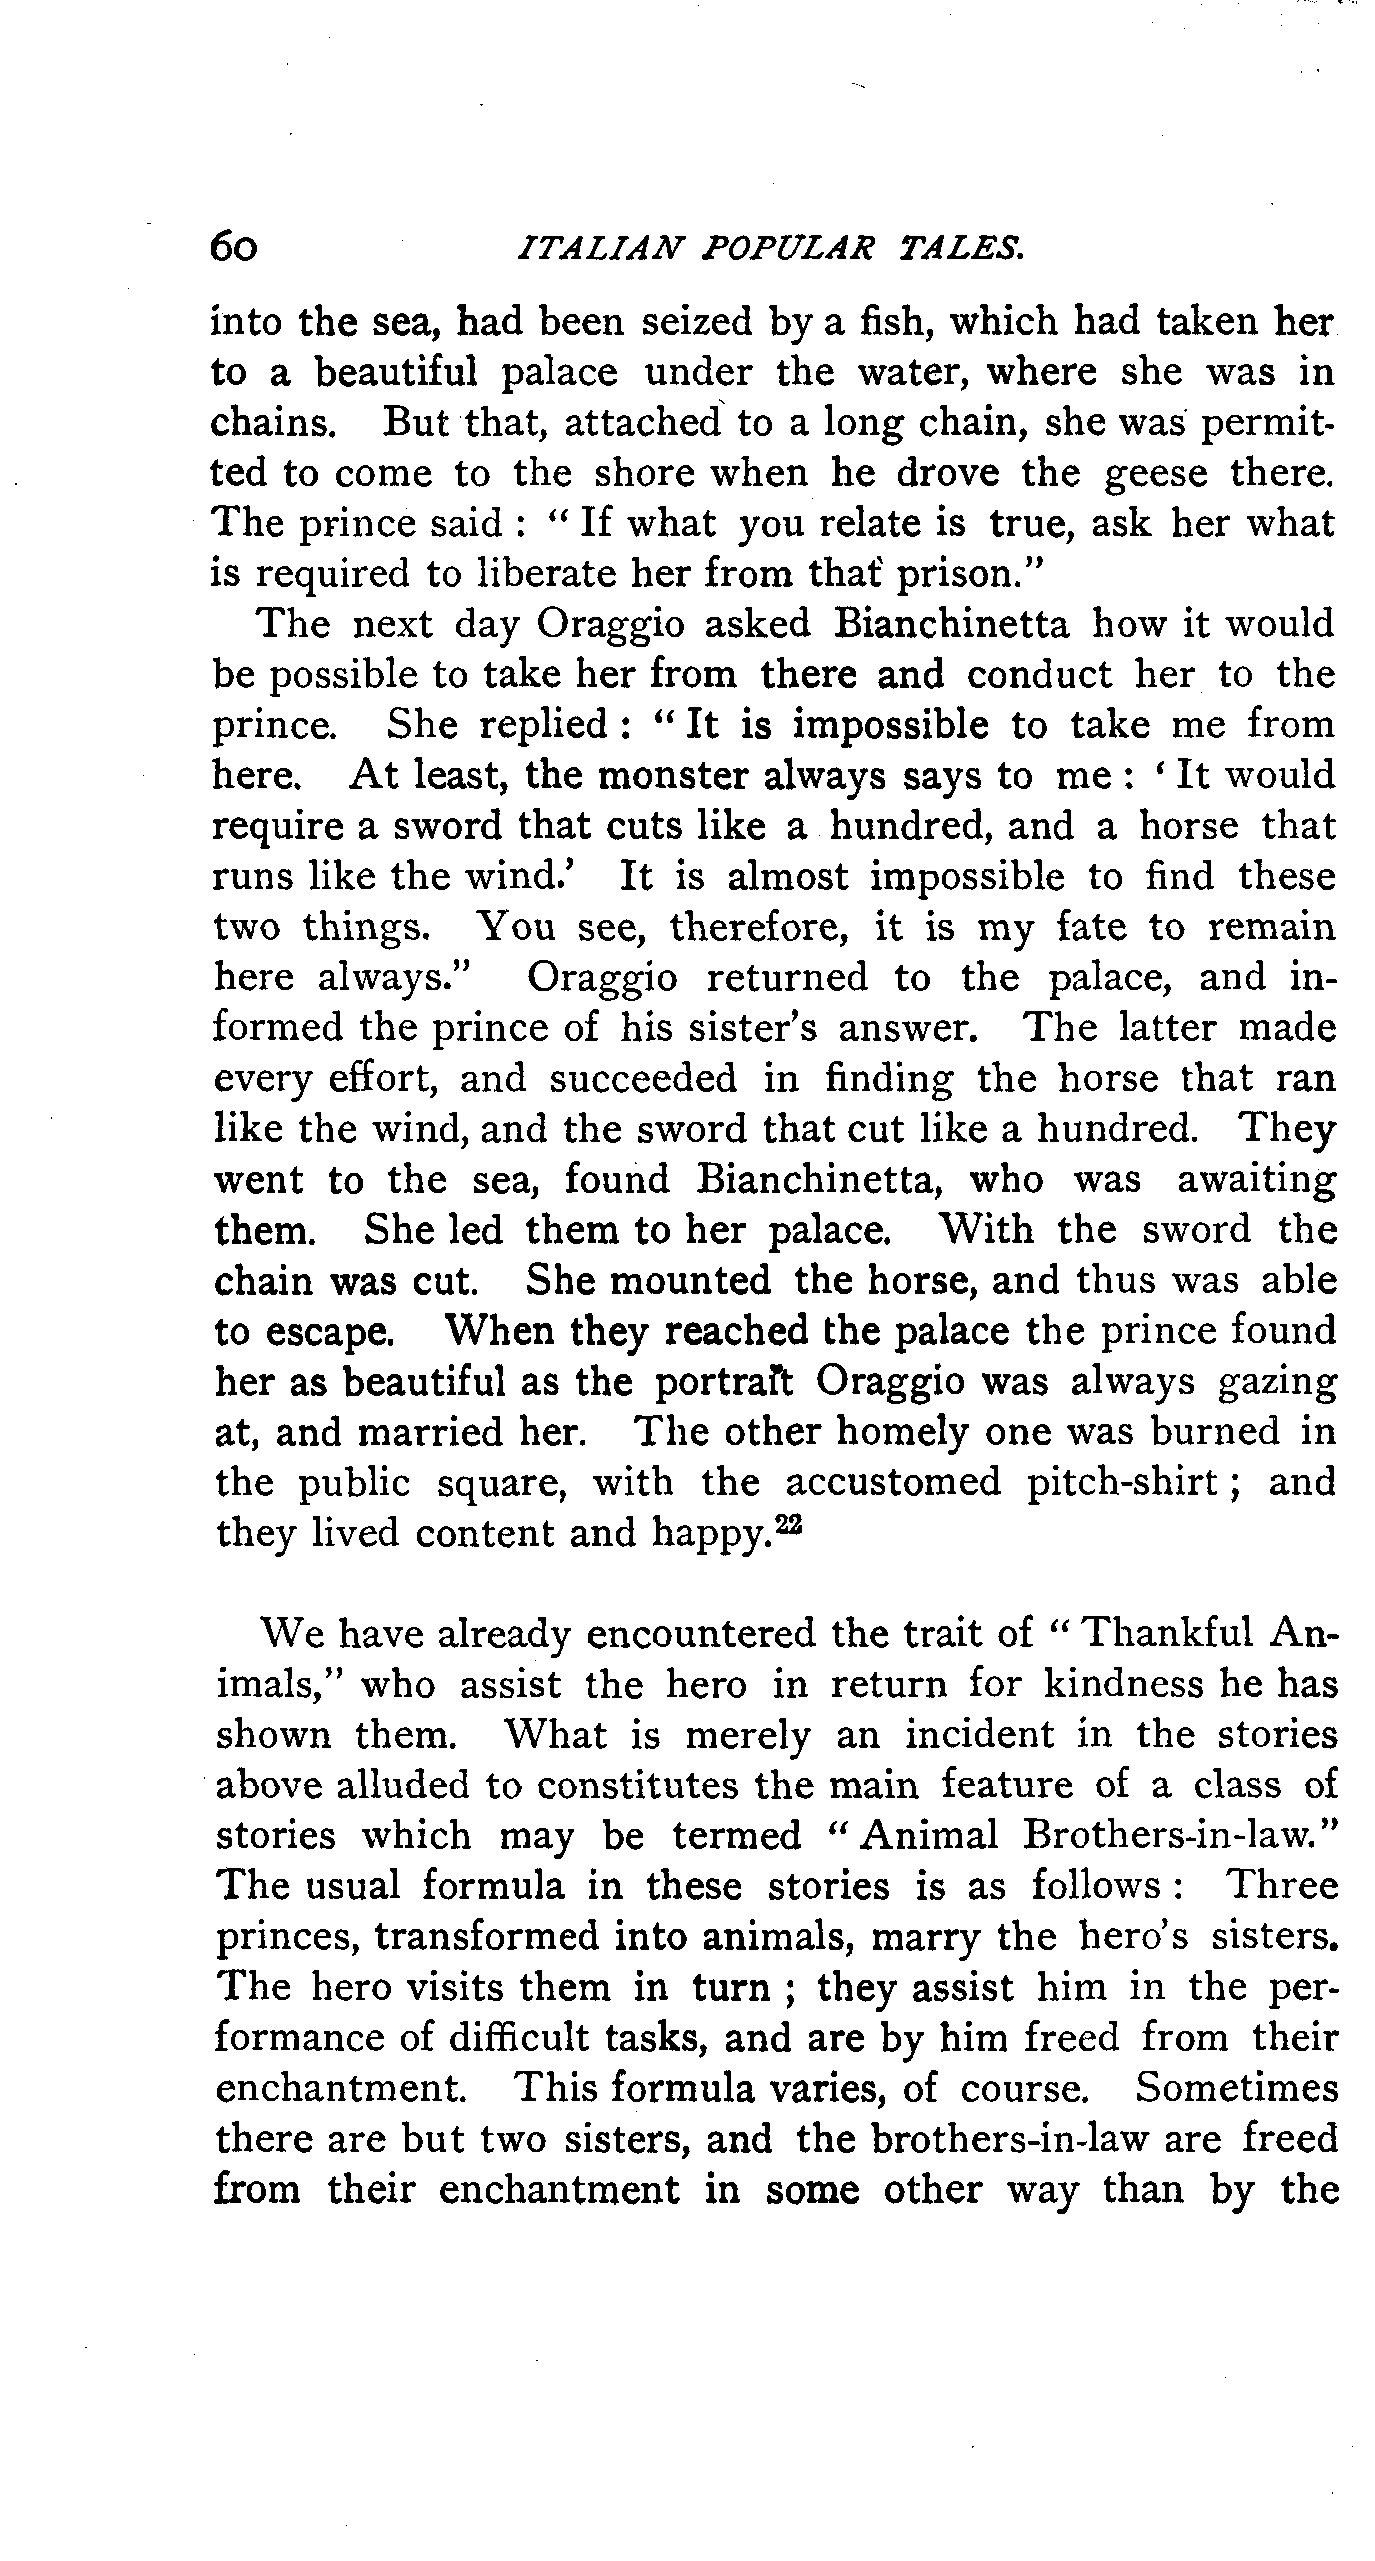 60 ITALIAN POPULAR TALES.
into the sea, had been seized by a fish, which had taken her
to a beautiful palace under the water, where she was in
chains. But that, attached to a long chain, she was permit-
ted to come to the shore when he drove the geese there.
The prince said : “ If what you relate is true, ask her what
is required to liberate her from that prison.”
The next day Oraggio asked Bianchinetta how it would
be possible to take her from there and conduct her to the
prince. She replied : “ It is impossible to take me from
here. At least, the monster always says to me : ‘ It would
require a sword that cuts like a hundred, and a horse that
runs like the wind.’ It is almost impossible to find these
two things. You see, therefore, it is my fate to remain
here always.” Oraggio returned to the palace, and in-
formed the prince of his sister’s answer. The latter made
every effort, and succeeded in finding the horse that ran
like the wind, and the sword that cut like a hundred. They
went to the sea, found Bianchinetta, who was awaiting
them. She led them to her palace. With the sword the
chain was cut. She mounted the horse, and thus was able
to escape. When they reached the palace the prince found
her as beautiful as the portrait Oraggio was always gazing
at, and married her. The other homely one was burned in
the public square, with the accustomed pitch-shirt ; and
they lived content and happy.²²
We have already encountered the trait of “ Thankful An-
imals,” who assist the hero in return for kindness he has
shown them. What is merely an incident in the stories
above alluded to constitutes the main feature of a class of
stories which may be termed “ Animal Brothers-in-law.”
The usual formula in these stories is as follows : Three
princes, transformed into animals, marry the hero’s sisters.
The hero visits them in turn ; they assist him in the per-
formance of difficult tasks, and are by him freed from their
enchantment. This formula varies, of course. Sometimes
there are but two sisters, and the brothers-in-law are freed
from their enchantment in some other way than by the